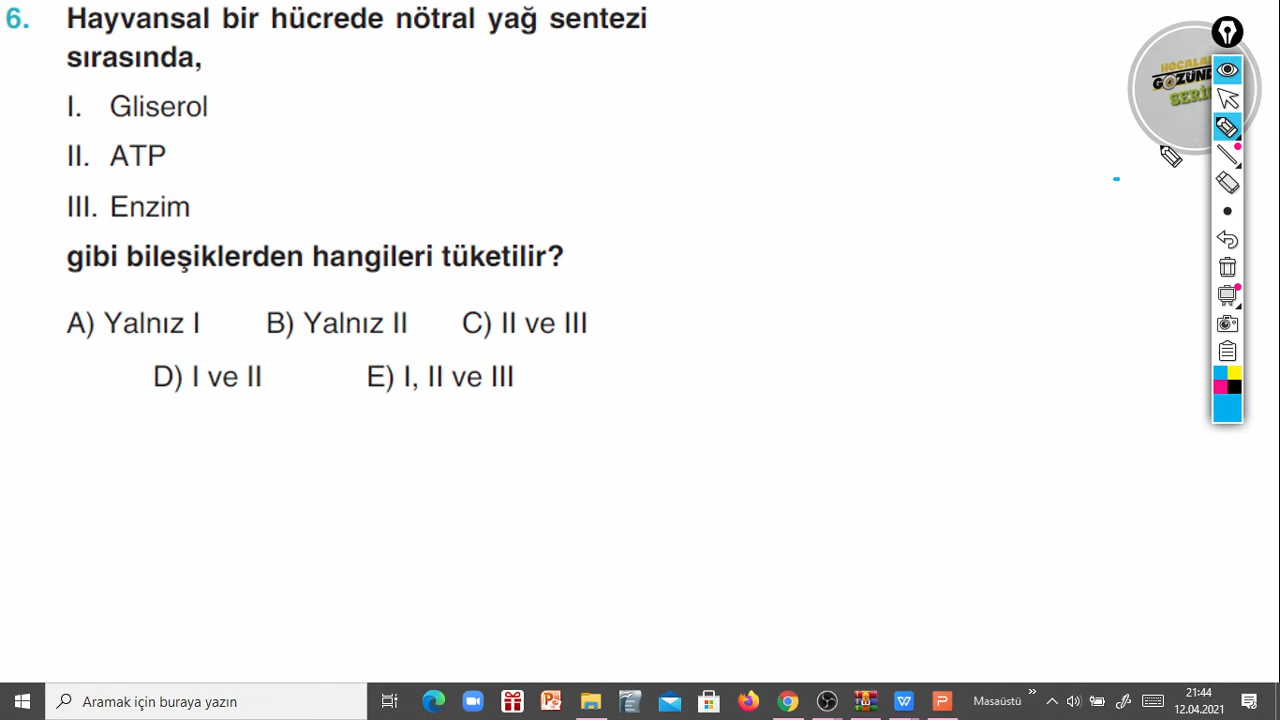 6. Hayvansal bir hücrede nötral yağ sentezi
sırasında,
I. Gliserol
II. ATP
III. Enzim
gibi bileşiklerden hangileri tüketilir?
A) Yalnız I B) Yalnız II C) II ve III
D) I ve II E) I, II ve III
Aramak için buraya yazın
Masaüstü
21:44
12.04.2021